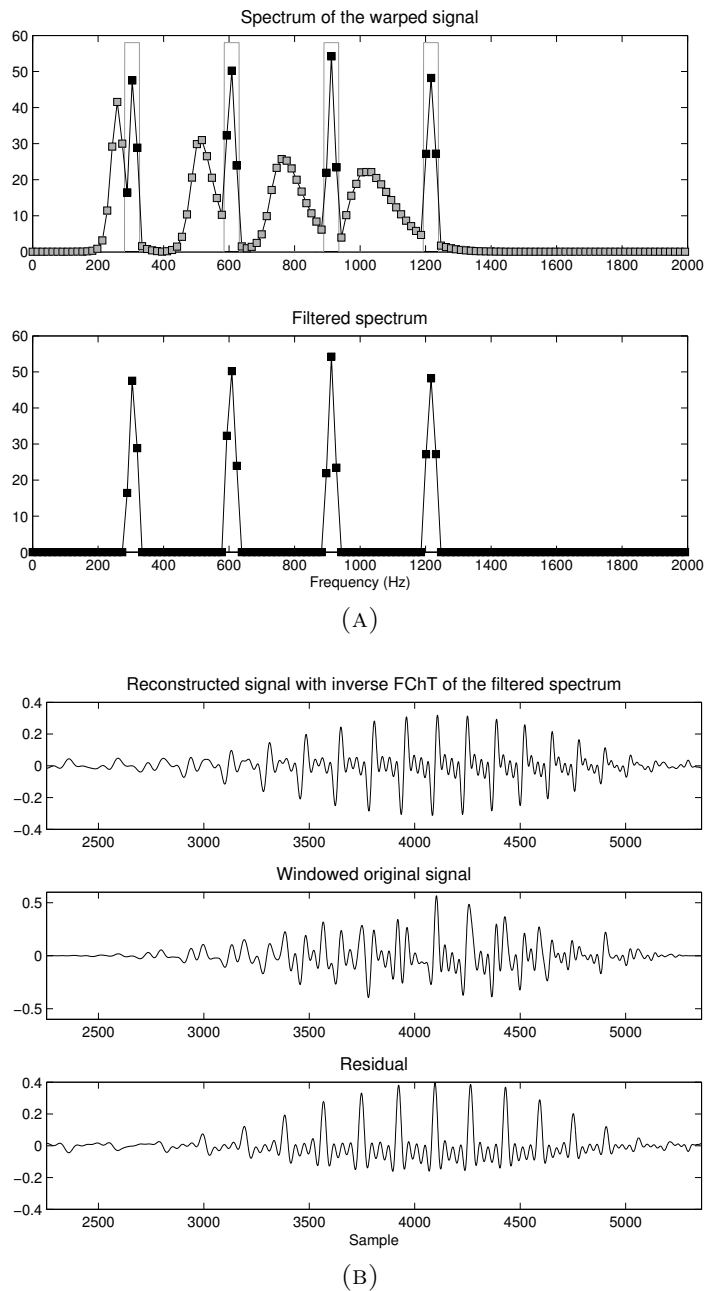 Spectrum of the warped signal
60
50
40
30
20
10
0
0 200 400 600 800 1000 1200 1400 1600 1800 2000
Filtered spectrum
60
50
40
30
20
10
0
0 200 400 600 800 1000 1200 1400 1600 1800 2000
Frequency (Hz)
(A)
Reconstructed signal with inverse FChT of the filtered spectrum
0.4
0.2
0
−0.2
−0.4
2500 3000 3500 4000 4500 5000
Windowed original signal
0.5
0
−0.5
2500 3000 3500 4000 4500 5000
Residual
0.4
0.2
0
−0.2
−0.4
2500 3000 3500 4000 4500 5000
Sample
(B)